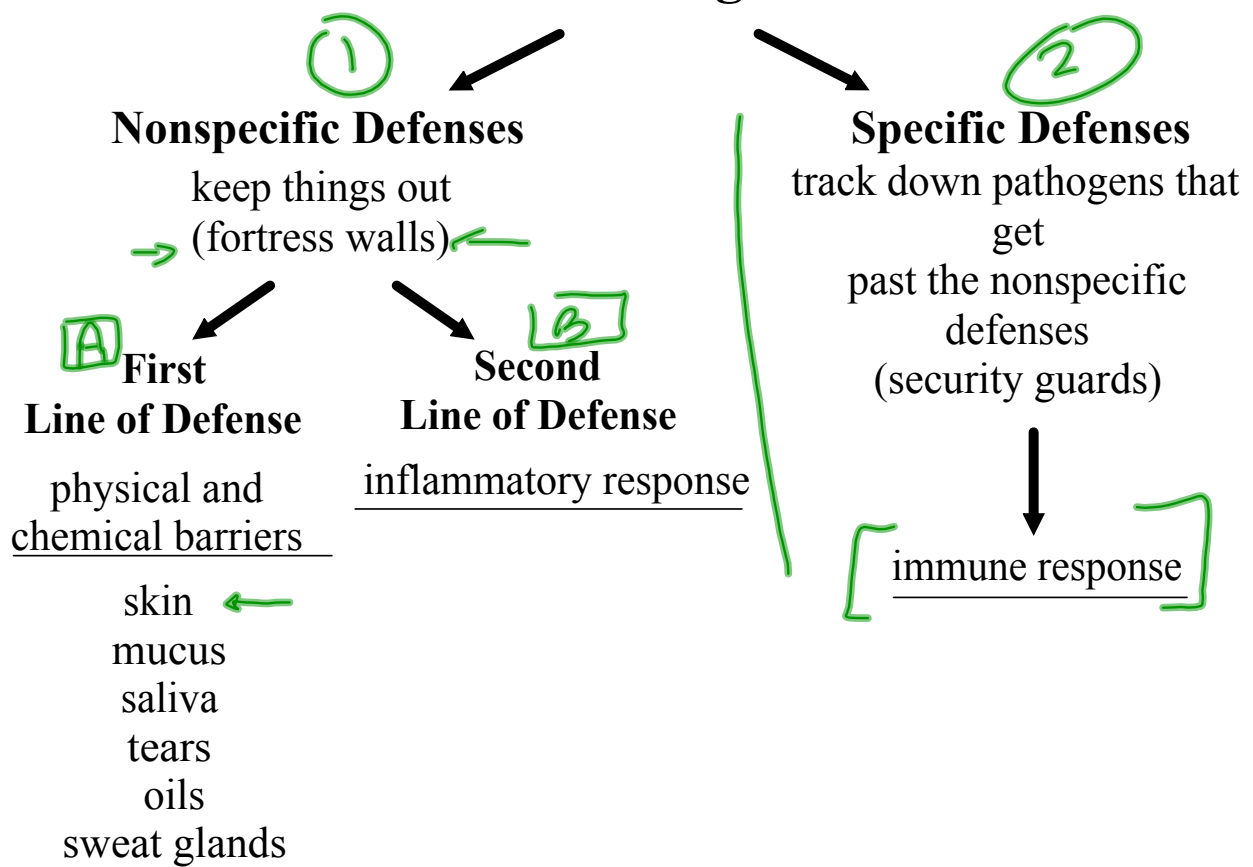 1
2
Nonspecific Defenses
keep things out
(fortress walls)
A
First
Line of Defense
physical and
chemical barriers
skin
mucus
saliva
tears
oils
sweat glands
B
Second
Line of Defense
inflammatory response
Specific Defenses
track down pathogens that
get
past the nonspecific
defenses
(security guards)
immune response